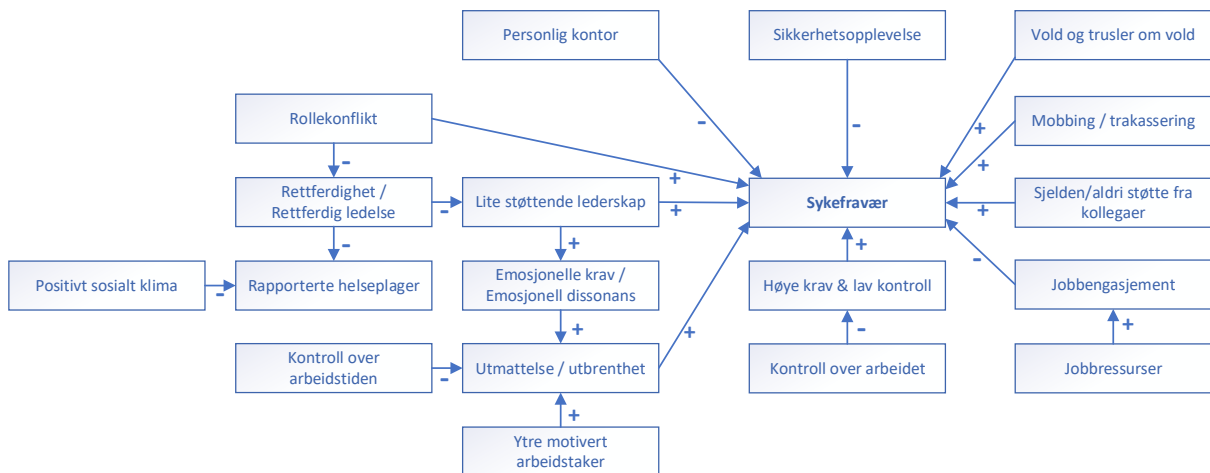 Personlig kontor
Sikkerhetsopplevelse
Vold og trusler om vold
Rollekonflikt
-
-
+
Mobbing / trakassering
-
+
+
Rettferdighet /
Rettferdig ledelse
-
Lite støttende lederskap
+
Sykefravær
+
Sjelden/aldri støtte fra
kollegaer
-
+
+
-
Positivt sosialt klima
-
Rapporterte helseplager
Emosjonelle krav /
Emosjonell dissonans
Høye krav & lav kontroll
Jobbengasjement
+
+
-
+
Kontroll over
arbeidstiden
-
Utmattelse / utbrenthet
Kontroll over arbeidet
Jobbressurser
+
Ytre motivert
arbeidstaker